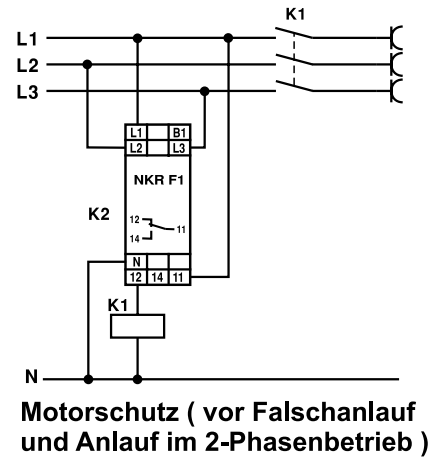 K1
L1
L2
L3
L1 B1
L2 L3
NKR F1
K2
12
11
14
N
12 14 11
K1
N
Motorschutz ( vor Falschanlauf
und Anlauf im 2-Phasenbetrieb )